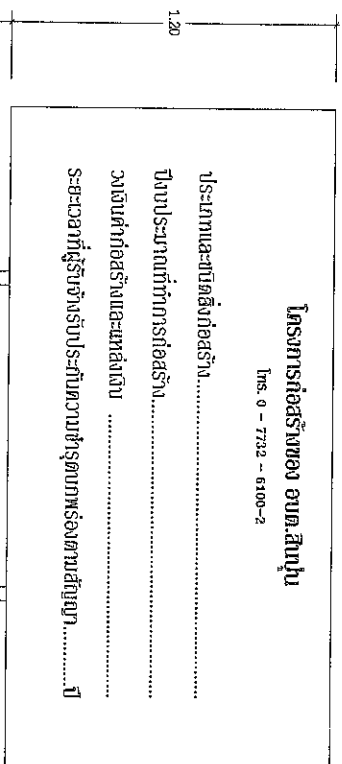 โครงการก่อสร้างของ อบต.สินปุน
โทร. 0 - 7732 - 6100-2
ประเภทและชนิดสิ่งก่อสร้าง........................................
ปีงบประมาณที่ทำการก่อสร้าง........................................
วงเงินค่าก่อสร้างและแหล่งเงิน ........................................
ระยะเวลาที่ผู้รับจ้างรับประกันความชำรุดบกพร่องตามสัญญา...........ปี
1.20